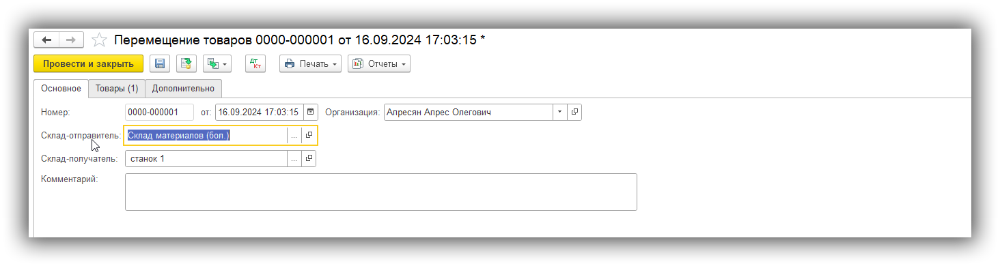 Перемещение товаров 0000-000001 от 16.09.2024 17:03:15 *
Провести и закрыть Дт Кт Печать Отчеты
Основное Товары (1) Дополнительно
Номер: 0000-000001 от: 16.09.2024 17:03:15 Организация: Апресян Апрес Олегович
Склад-отправитель: Склад материалов (бол.) ...
Склад-получатель: станок 1 ...
Комментарий: